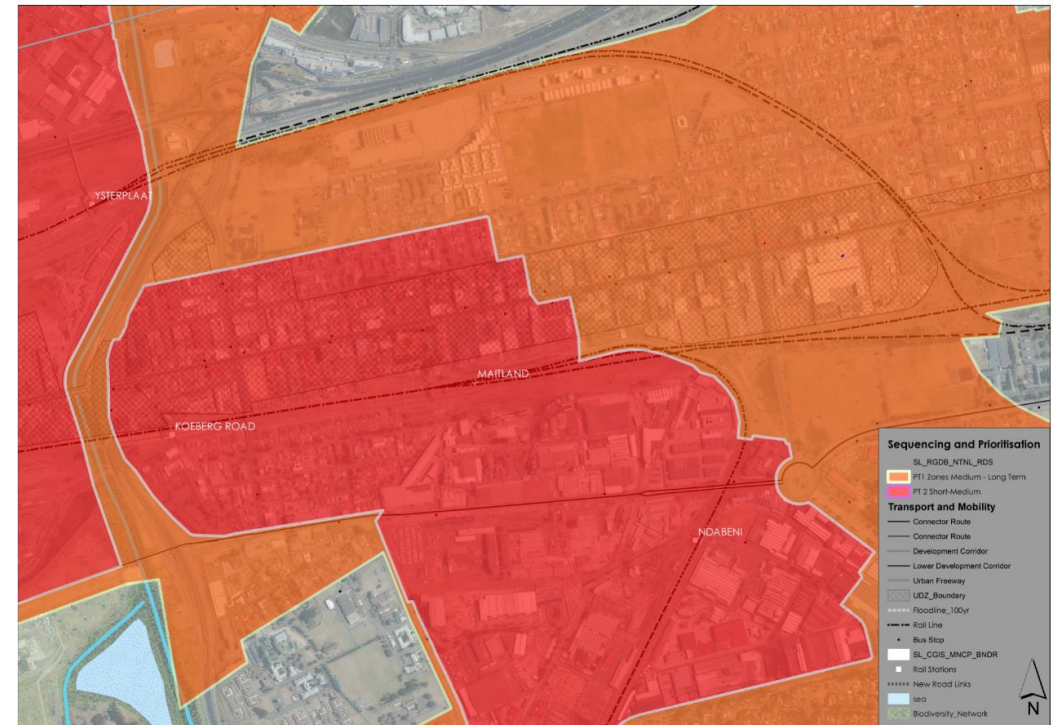 YSTERPLAAT
MAITLAND
KOEBERG ROAD
NDABENI
Sequencing and Prioritisation
SL_RGDB_NTNL_RDS
PT1 Zones Medium - Long Term
PT 2 Short-Medium
Transport and Mobility
Connector Route
Connector Route
Development Corridor
Lower Development Corridor
Urban Freeway
UDZ_Boundary
Floodline_100yr
Rail Line
Bus Stop
SL_CGIS_MNCP_BNDR
Rail Stations
New Road Links
sea
Biodiversity_Network
N